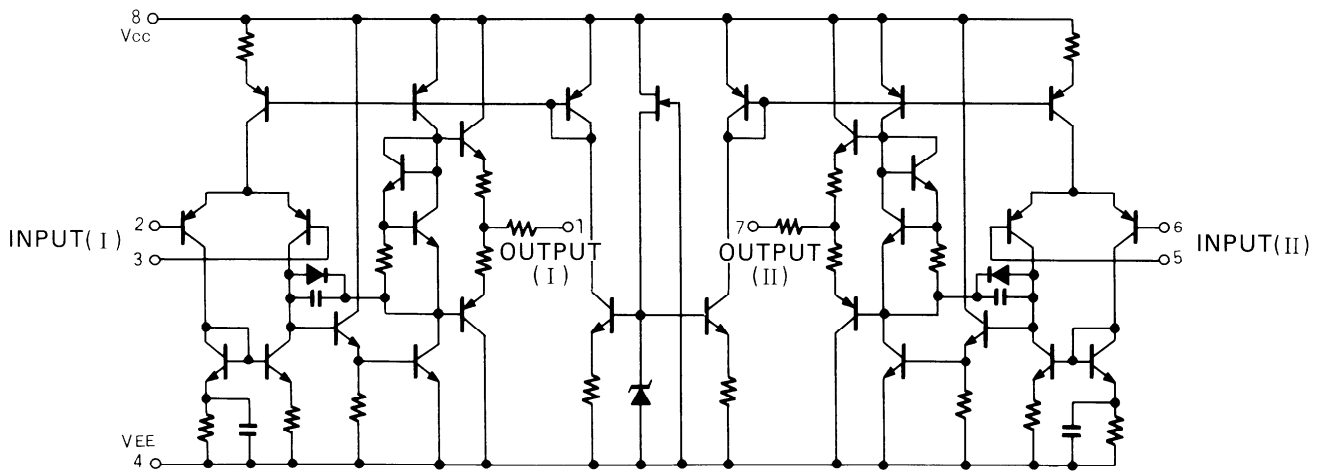 8
Vcc
INPUT(I)
2
3
1
OUTPUT
(I)
7
OUTPUT
(II)
6
5
INPUT(II)
VEE
4